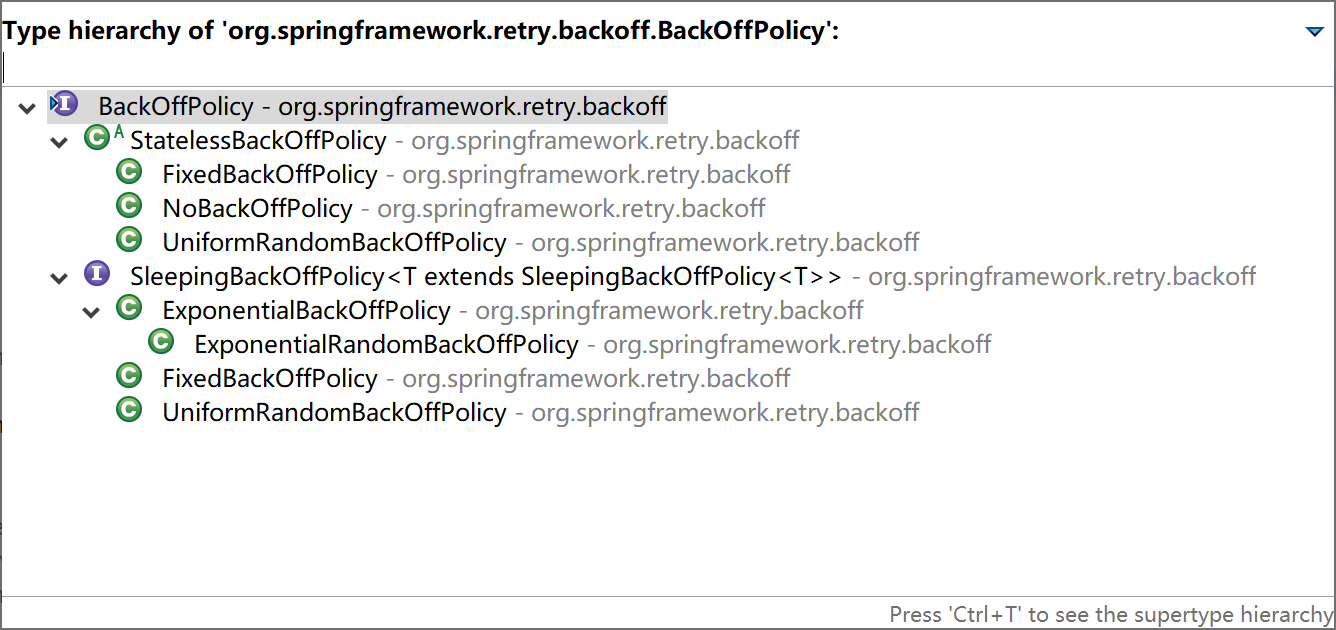 Type hierarchy of 'org.springframework.retry.backoff.BackOffPolicy':
I BackOffPolicy - org.springframework.retry.backoff
C A StatelessBackOffPolicy - org.springframework.retry.backoff
C FixedBackOffPolicy - org.springframework.retry.backoff
C NoBackOffPolicy - org.springframework.retry.backoff
C UniformRandomBackOffPolicy - org.springframework.retry.backoff
I SleepingBackOffPolicy<T extends SleepingBackOffPolicy<T>> - org.springframework.retry.backoff
C ExponentialBackOffPolicy - org.springframework.retry.backoff
C ExponentialRandomBackOffPolicy - org.springframework.retry.backoff
C FixedBackOffPolicy - org.springframework.retry.backoff
C UniformRandomBackOffPolicy - org.springframework.retry.backoff
Press 'Ctrl+T' to see the supertype hierarchy